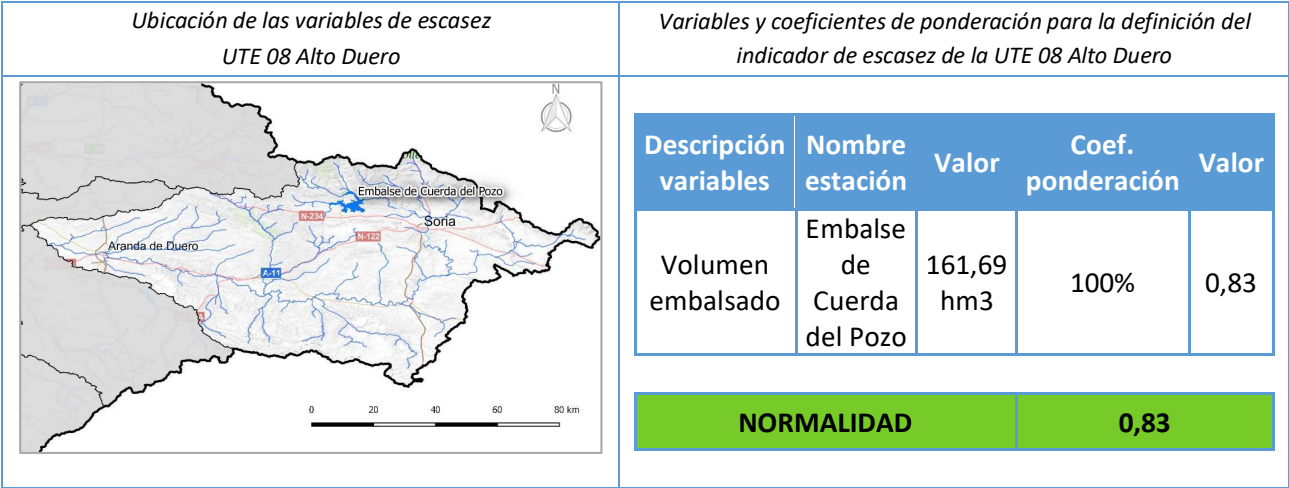 Ubicación de las variables de escasez
UTE 08 Alto Duero
Variables y coeficientes de ponderación para la definición del
indicador de escasez de la UTE 08 Alto Duero
N
Embalse de Cuerda del Pozo
N-234
Soria
N-122
Aranda de Duero
A-11
0 20 40 60 80 km
Descripción variables
Nombre estación
Valor
Coef. ponderación
Valor
Volumen embalsado
Embalse de Cuerda del Pozo
161,69 hm3
100%
0,83
NORMALIDAD 0,83